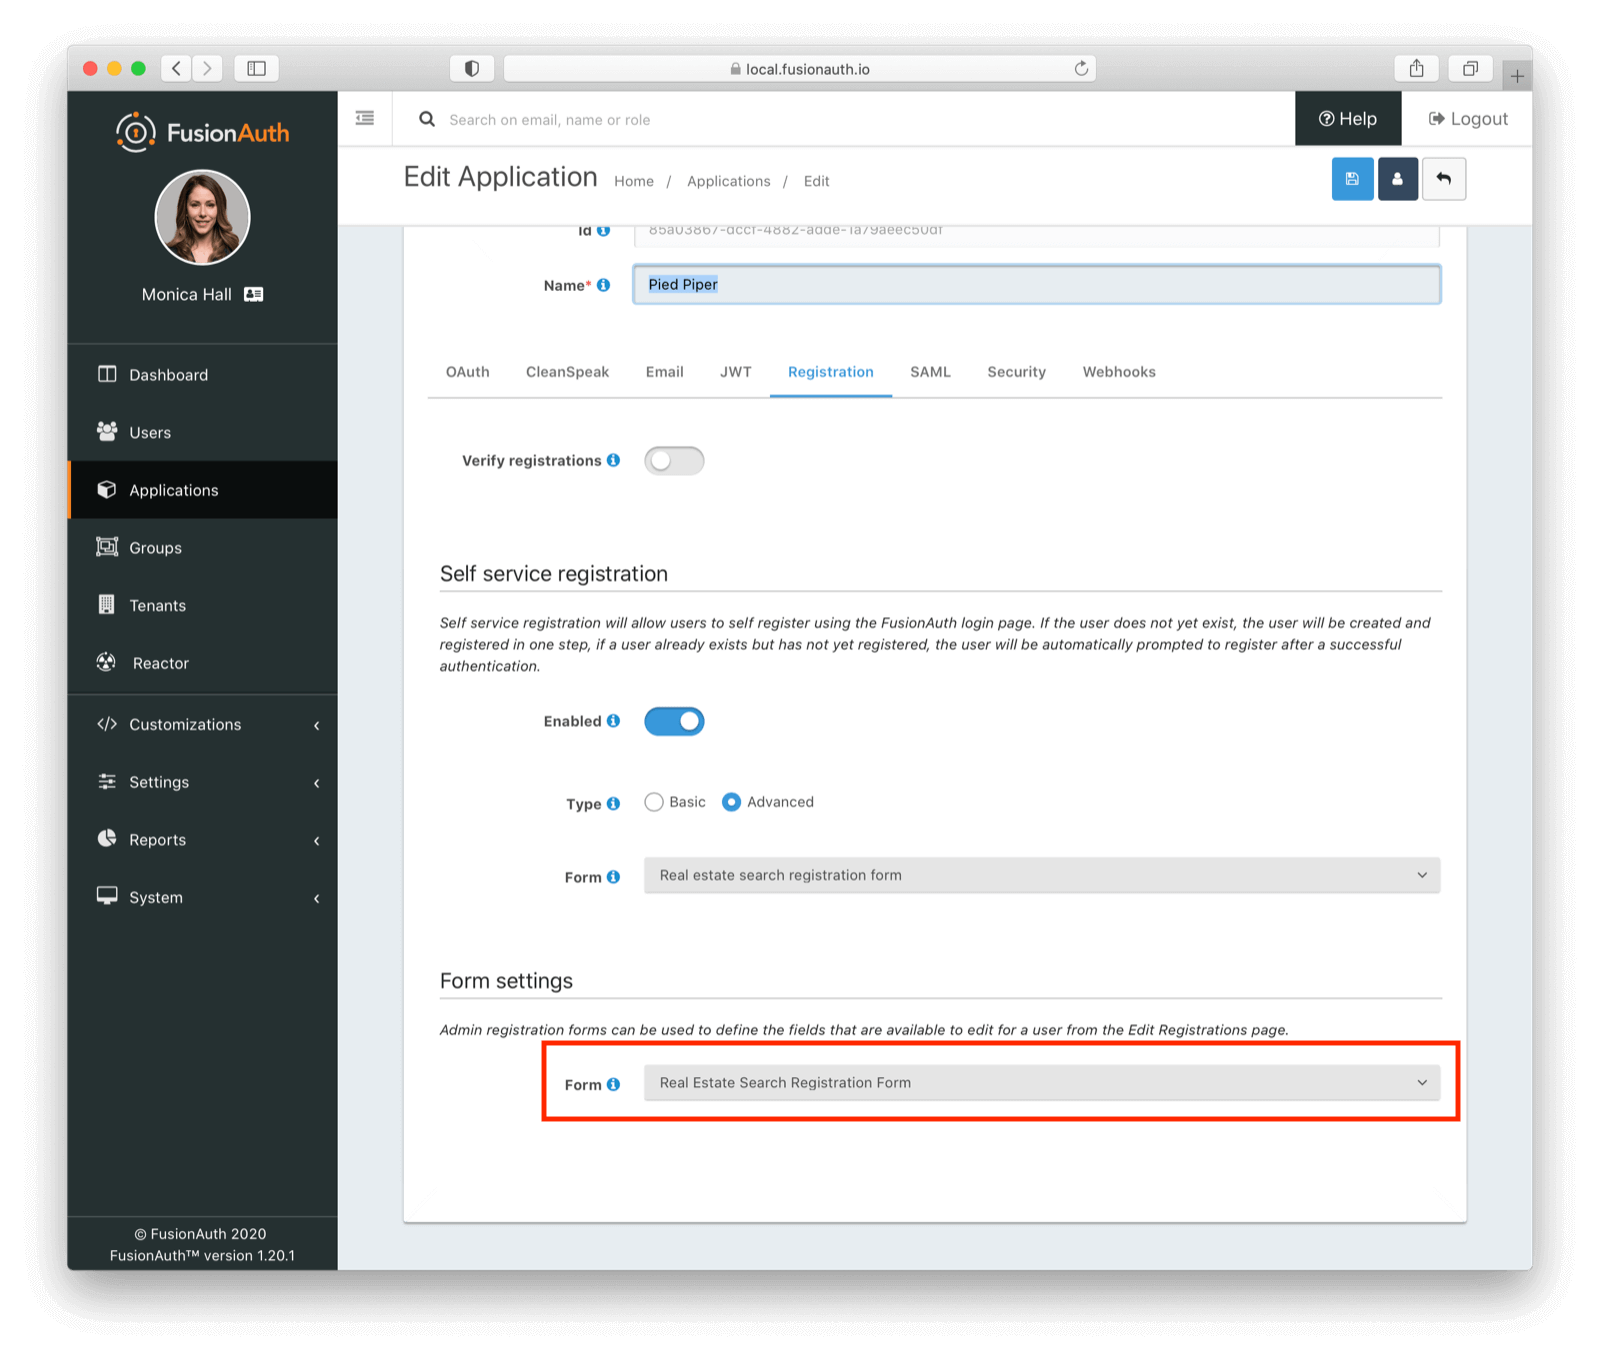 local.fusionauth.io
FusionAuth
Search on email, name or role
Help
Logout
Edit Application
Home / Applications / Edit
Monica Hall
Id
Name*
Pied Piper
OAuth
CleanSpeak
Email
JWT
Registration
SAML
Security
Webhooks
Dashboard
Users
Applications
Groups
Tenants
Reactor
Customizations
Settings
Reports
System
Verify registrations
Self service registration
Self service registration will allow users to self register using the FusionAuth login page. If the user does not yet exist, the user will be created and
registered in one step, if a user already exists but has not yet registered, the user will be automatically prompted to register after a successful
authentication.
Enabled
Type
Basic
Advanced
Form
Real estate search registration form
Form settings
Admin registration forms can be used to define the fields that are available to edit for a user from the Edit Registrations page.
Form
Real Estate Search Registration Form
© FusionAuth 2020
FusionAuth™ version 1.20.1